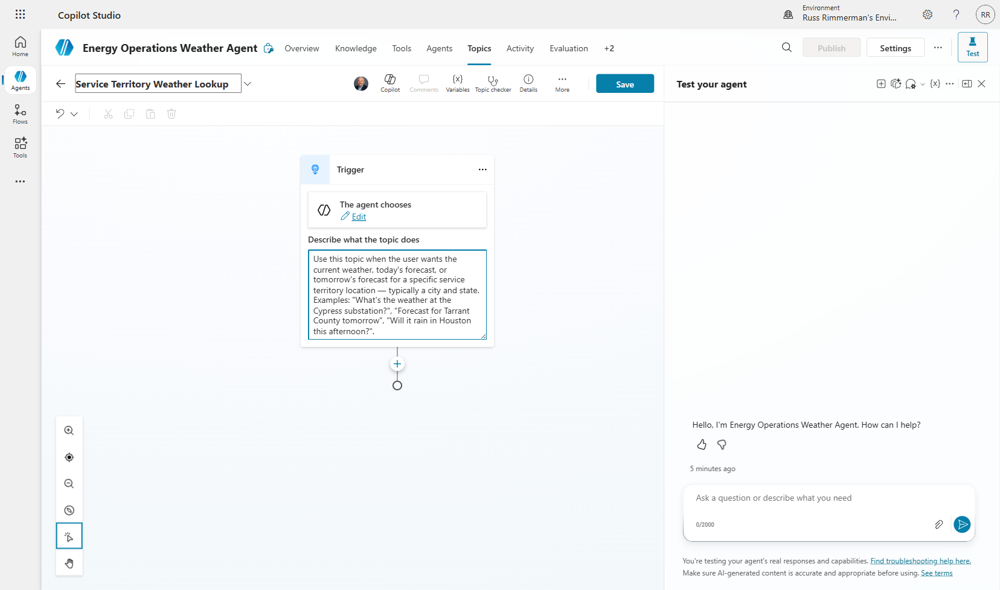 Copilot Studio
Environment
Russ Rimmerman's Envi...
RR
Home
Agents
Flows
Tools
Energy Operations Weather Agent
Overview
Knowledge
Tools
Agents
Topics
Activity
Evaluation
+2
Publish
Settings
Test
Service Territory Weather Lookup
Copilot
Comments
{x}
Variables
Topic checker
Details
More
Save
Trigger
The agent chooses
Edit
Describe what the topic does
Use this topic when the user wants the
current weather, today's forecast, or
tomorrow's forecast for a specific service
territory location — typically a city and state.
Examples: "What's the weather at the
Cypress substation?", "Forecast for Tarrant
County tomorrow", "Will it rain in Houston
this afternoon?".
Test your agent
{x}
Hello, I'm Energy Operations Weather Agent. How can I help?
5 minutes ago
Ask a question or describe what you need
0/2000
You're testing your agent's real responses and capabilities. Find troubleshooting help here.
Make sure AI-generated content is accurate and appropriate before using. See terms